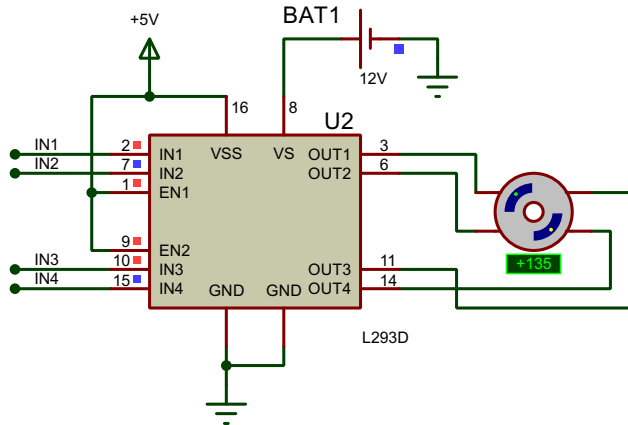 BAT1
+5V
12V
16
8
U2
IN1
2
IN1
VSS
VS
OUT1
3
IN2
7
IN2
OUT2
6
1
EN1
9
EN2
+135
IN3
10
IN3
OUT3
11
IN4
15
IN4
GND
GND
OUT4
14
L293D